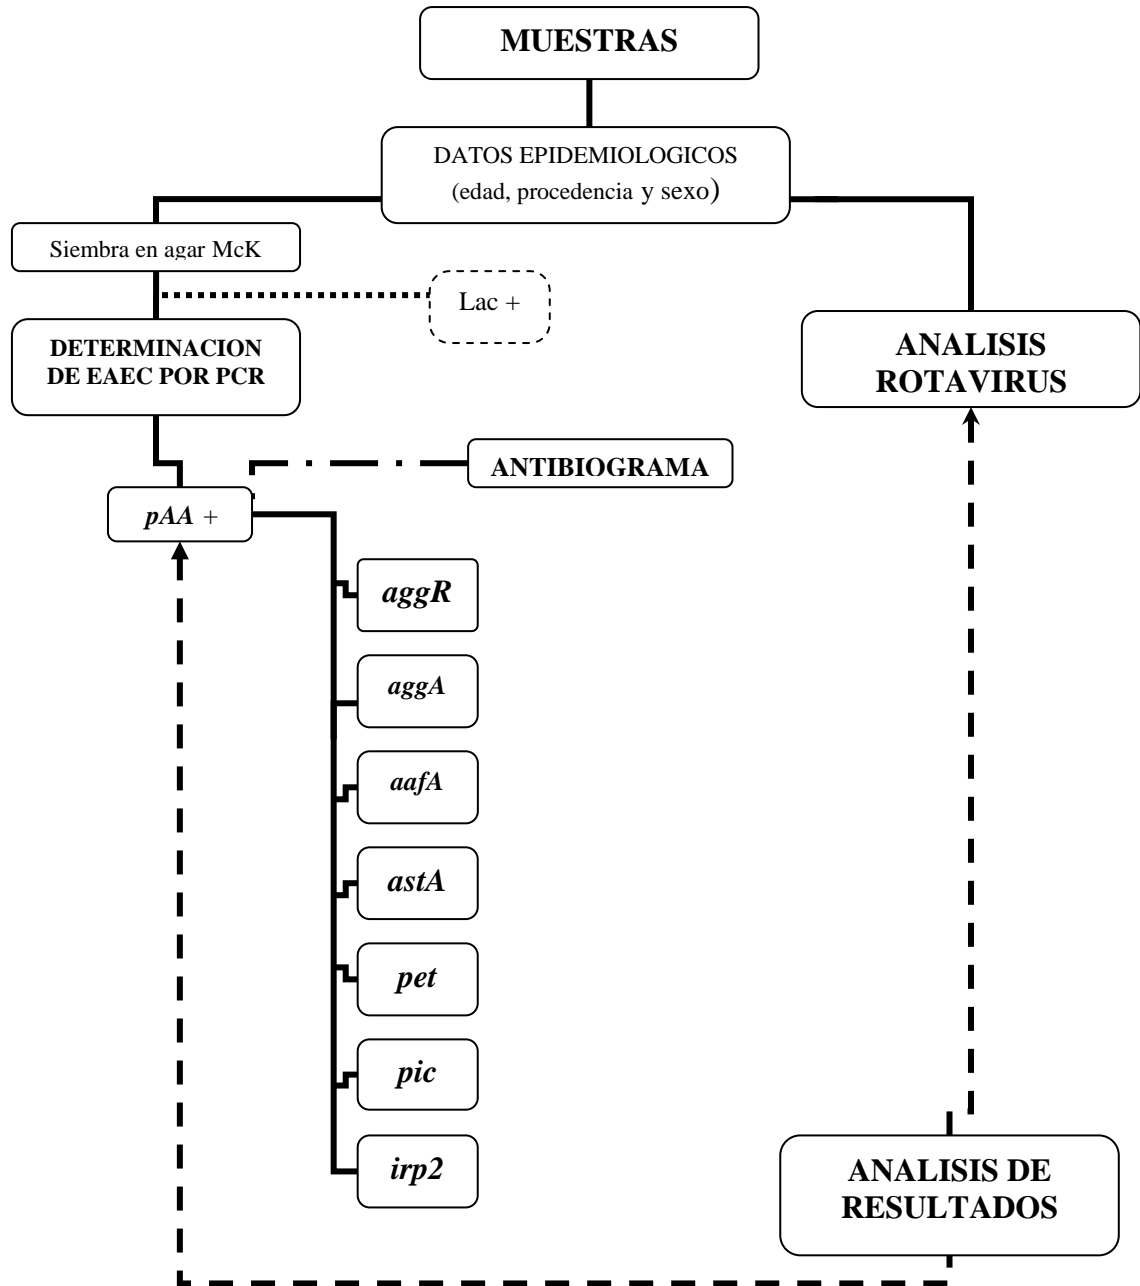 MUESTRAS
DATOS EPIDEMIOLOGICOS
(edad, procedencia y sexo)
Siembra en agar McK
Lac +
DETERMINACION
DE EAEC POR PCR
ANALISIS
ROTAVIRUS
ANTIBIOGRAMA
pAA +
aggR
aggA
aafA
astA
pet
pic
irp2
ANALISIS DE
RESULTADOS